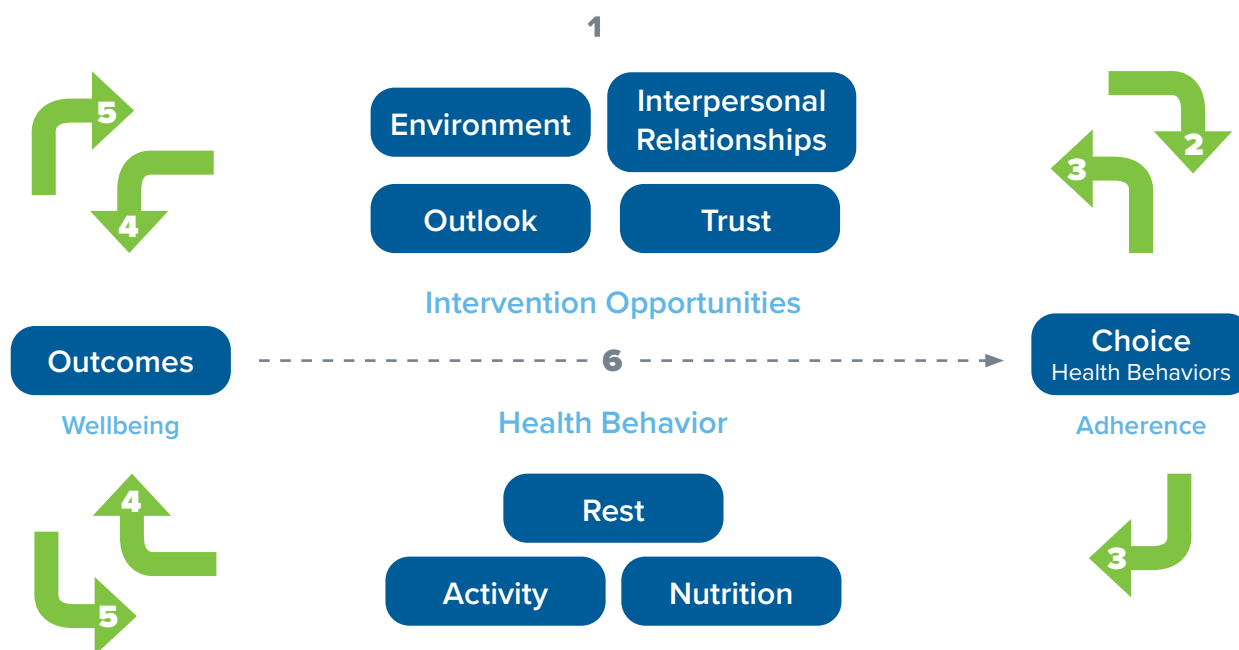 1
5
Environment
Interpersonal
Relationships
2
3
4
Outlook
Trust
Intervention Opportunities
Outcomes
6
Choice
Health Behaviors
Wellbeing
Health Behavior
Adherence
4
Rest
3
5
Activity
Nutrition